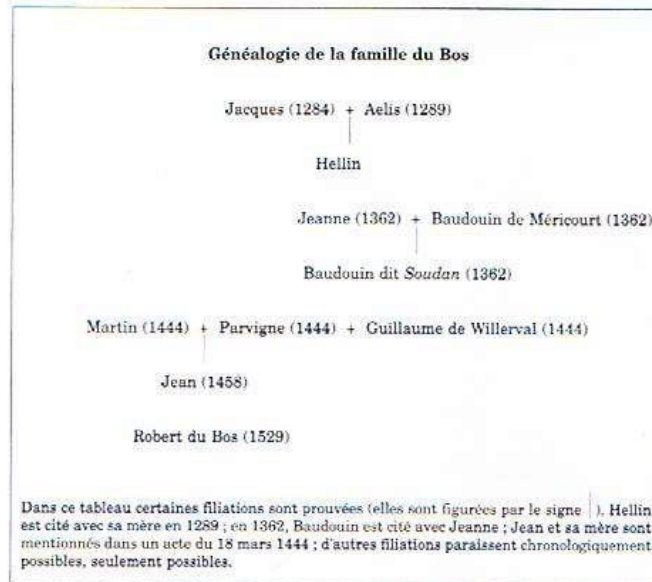 Généalogie de la famille du Bos
Jacques (1284) + Aelis (1289)
Hellin
Jeanne (1362) + Baudouin de Méricourt (1362)
Baudouin dit Soudan (1362)
Martin (1444) + Parvigne (1444) + Guillaume de Willerval (1444)
Jean (1458)
Robert du Bos (1529)
Dans ce tableau certaines filiations sont prouvées (elles sont figurées par le signe | ). Hellin
est cité avec sa mère en 1289 ; en 1362, Baudouin est cité avec Jeanne ; Jean et sa mère sont
mentionnés dans un acte du 18 mars 1444 ; d'autres filiations paraissent chronologiquement
possibles, seulement possibles.